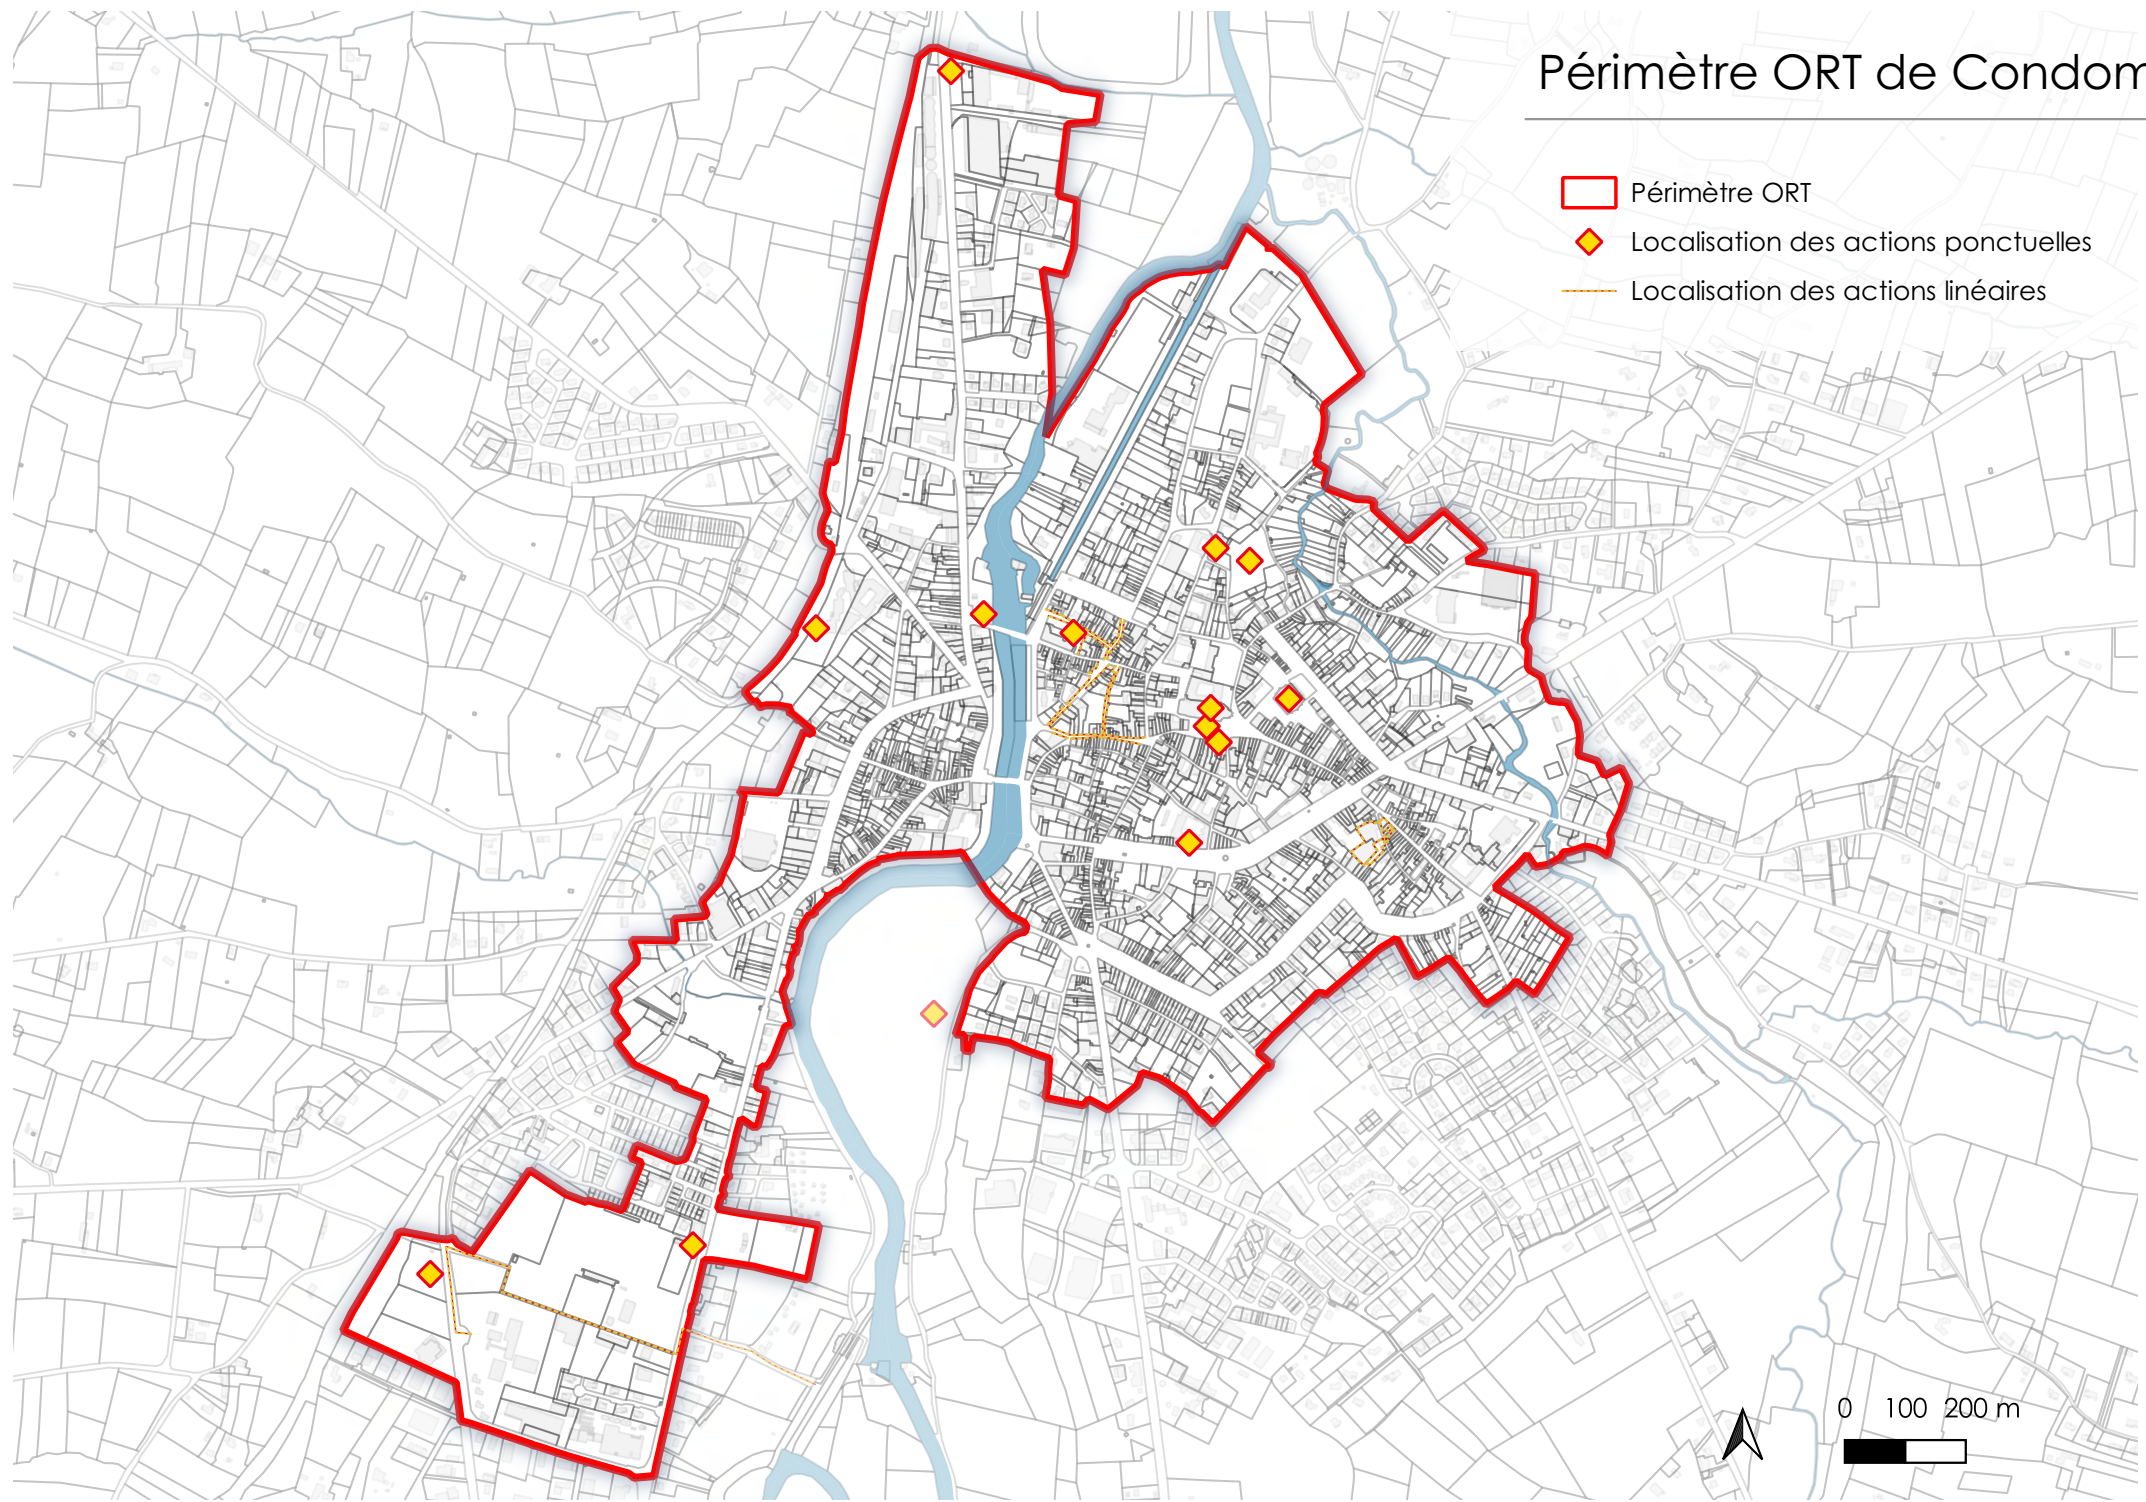 Périmètre ORT de Condom
Périmètre ORT
Localisation des actions ponctuelles
Localisation des actions linéaires
0 100 200 m